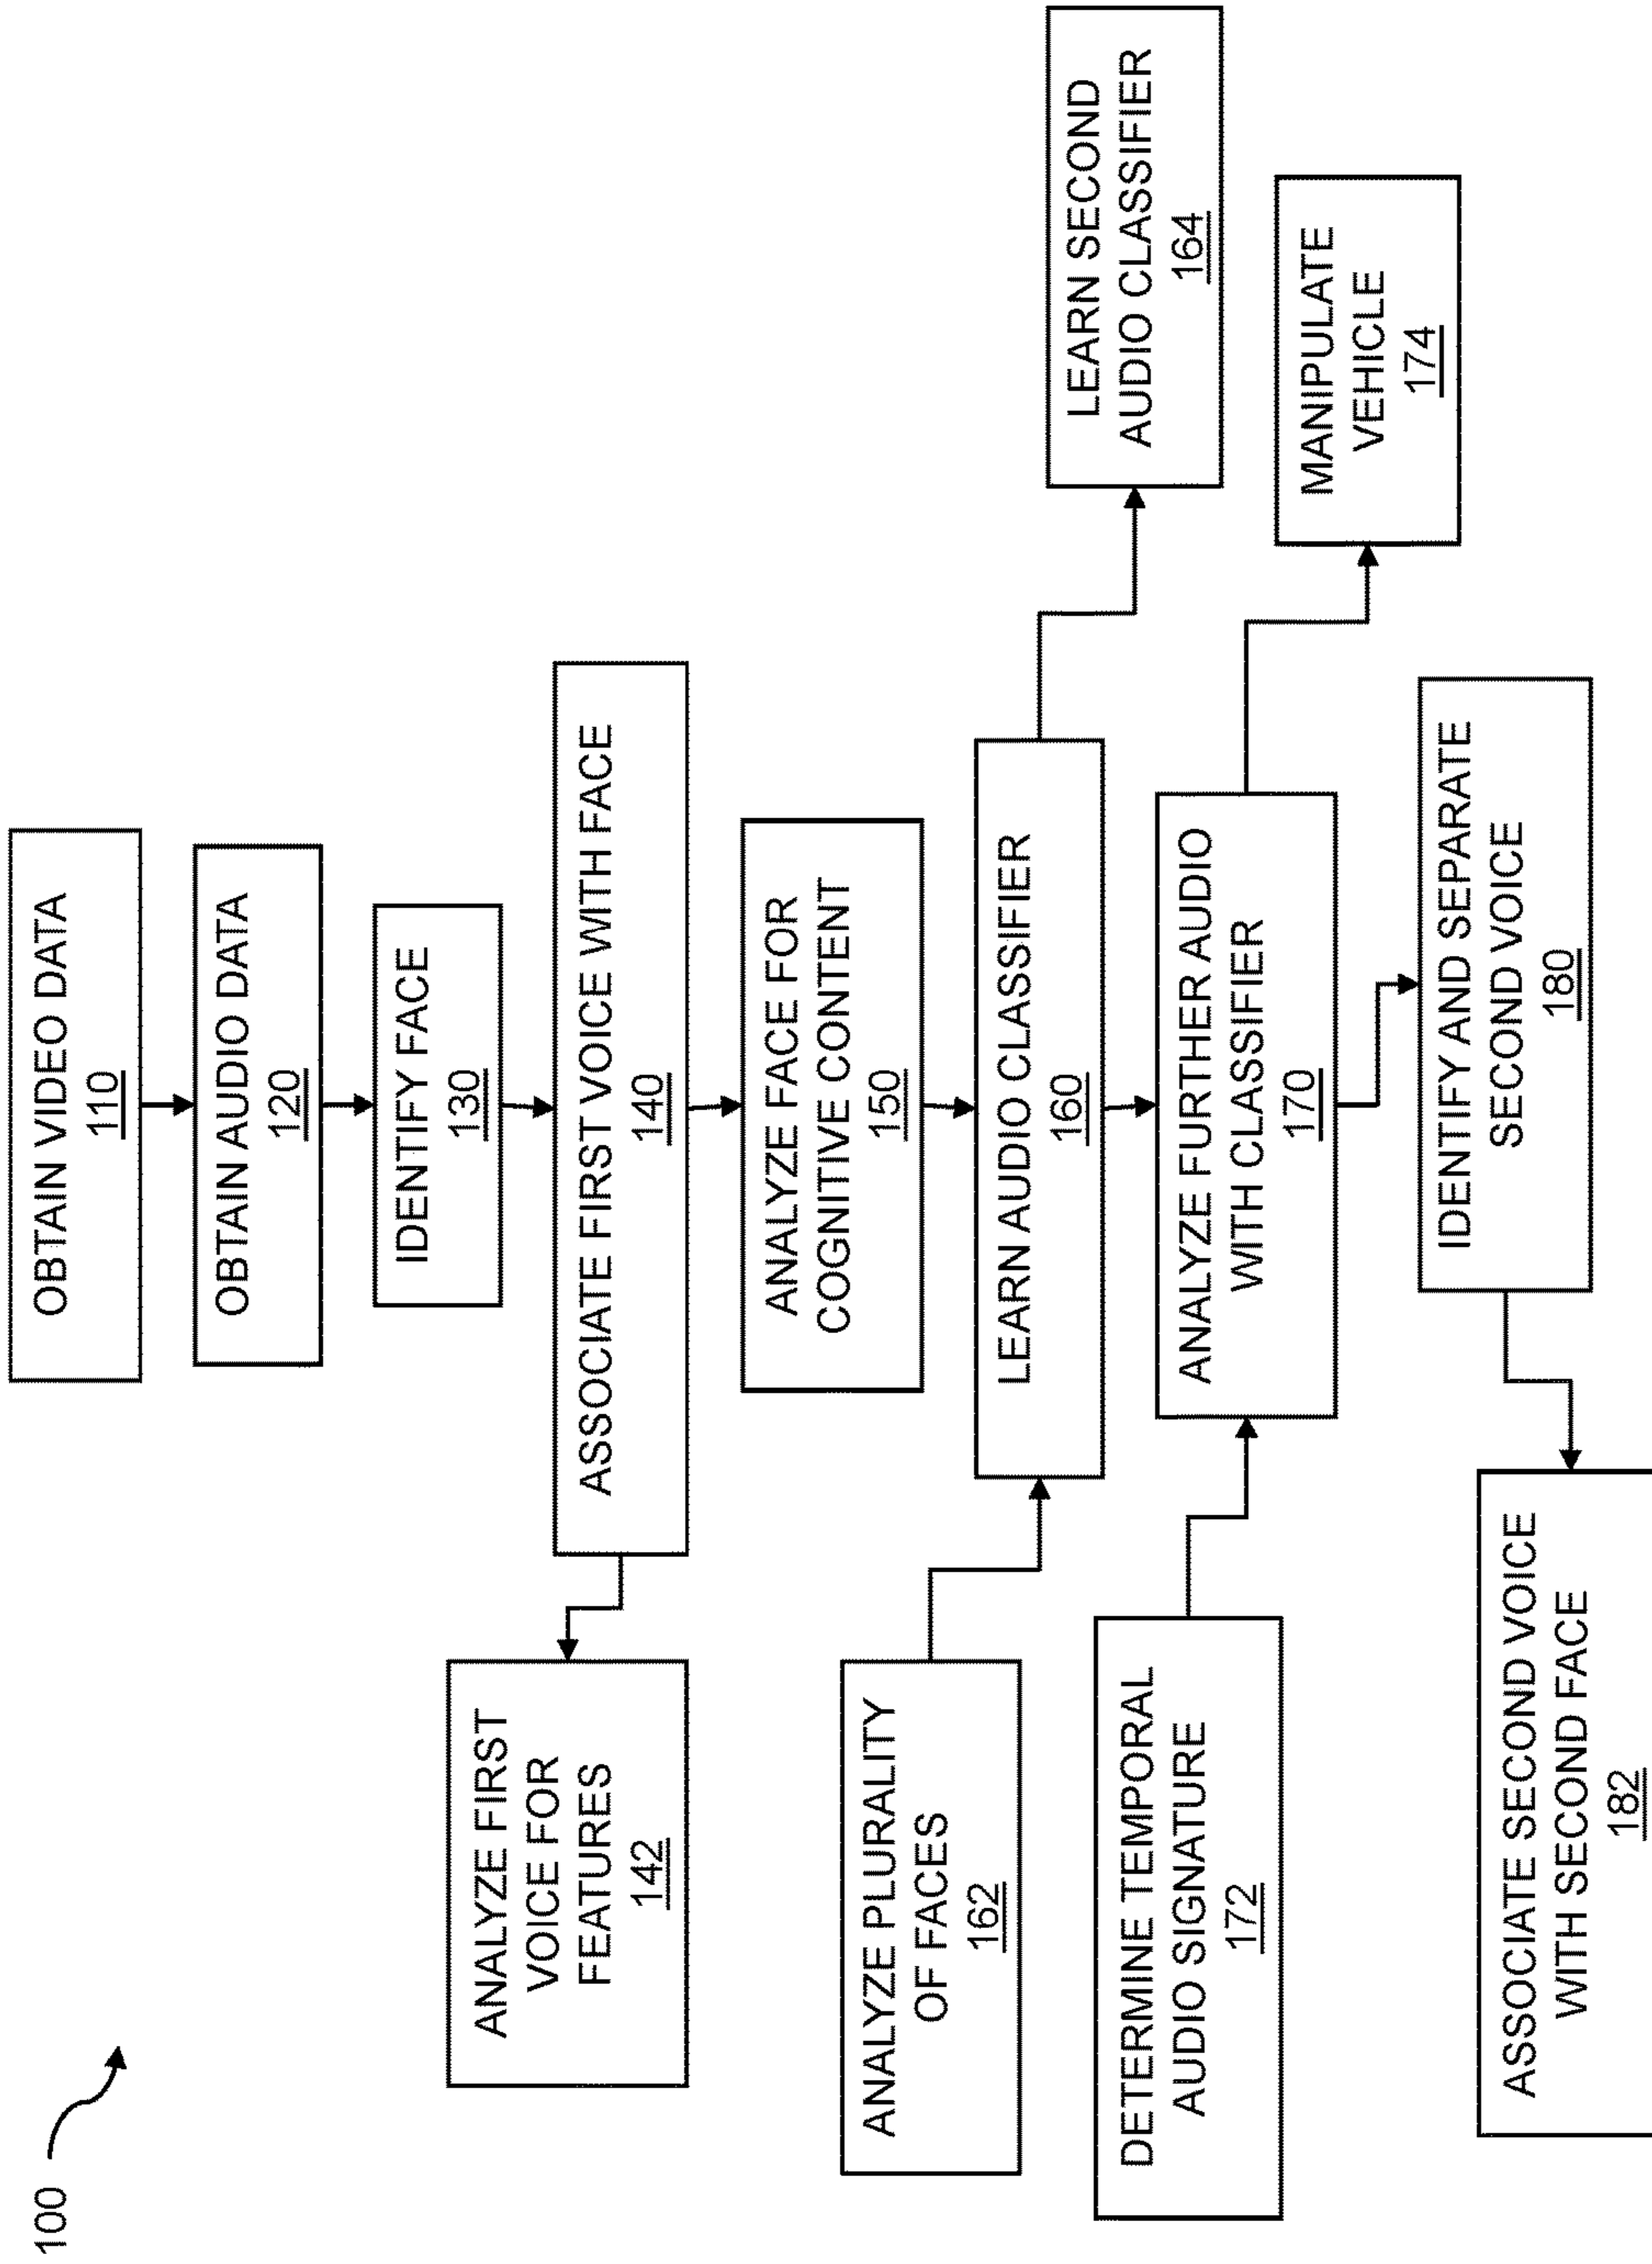 100
OBTAIN VIDEO DATA
110
OBTAIN AUDIO DATA
120
IDENTIFY FACE
130
ASSOCIATE FIRST VOICE WITH FACE
140
ANALYZE FIRST
VOICE FOR
FEATURES
142
ANALYZE FACE FOR
COGNITIVE CONTENT
150
ANALYZE PLURALITY
OF FACES
162
LEARN AUDIO CLASSIFIER
160
LEARN SECOND
AUDIO CLASSIFIER
164
DETERMINE TEMPORAL
AUDIO SIGNATURE
172
ANALYZE FURTHER AUDIO
WITH CLASSIFIER
170
MANIPULATE
VEHICLE
174
IDENTIFY AND SEPARATE
SECOND VOICE
180
ASSOCIATE SECOND VOICE
WITH SECOND FACE
182